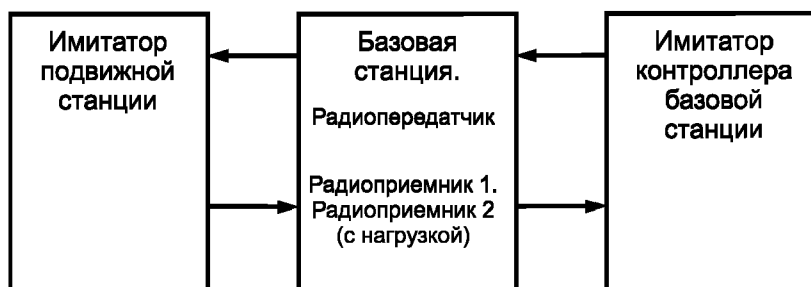 Имитатор
подвижной
станции
Базовая
станция.
Радиопередатчик
Радиоприемник 1.
Радиоприемник 2
(с нагрузкой)
Имитатор
контроллера
базовой
станции